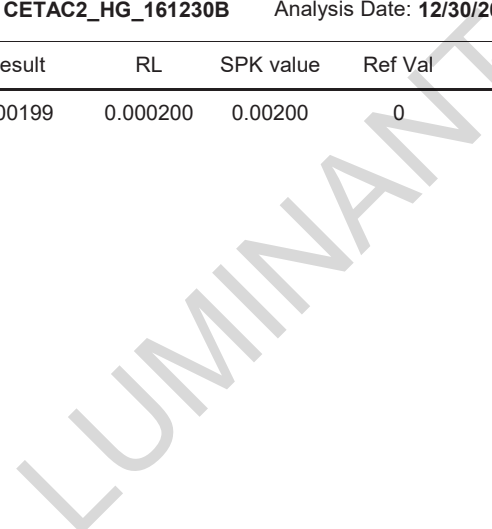 CETAC2_HG_161230B Analysis Date: 12/30/20
esult RL SPK value Ref Val
00199 0.000200 0.00200 0
LUMINANT